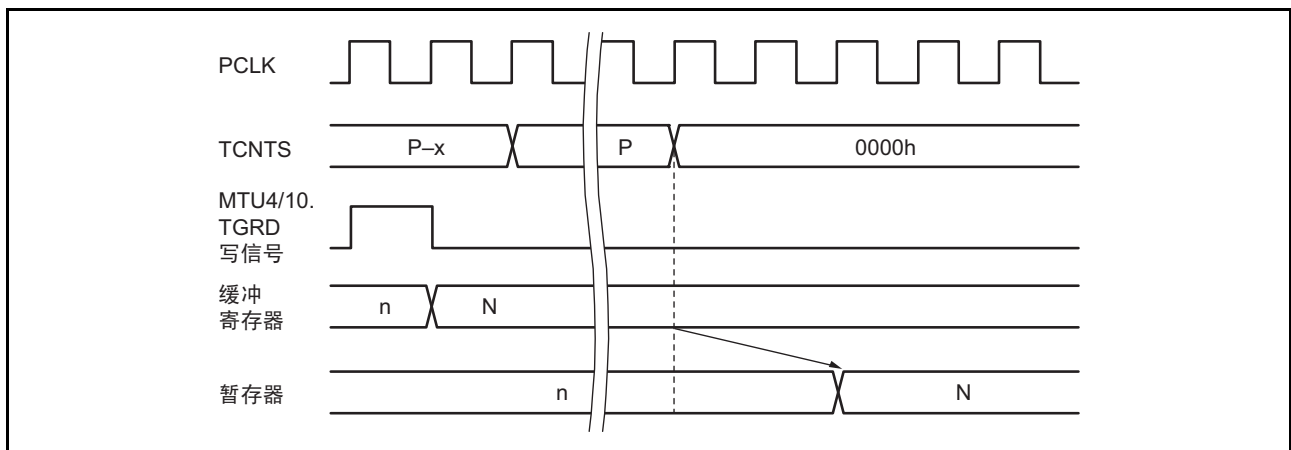 PCLK
TCNTS
P–x
P
0000h
MTU4/10.
TGRD
写信号
缓冲
寄存器
n
N
暂存器
n
N